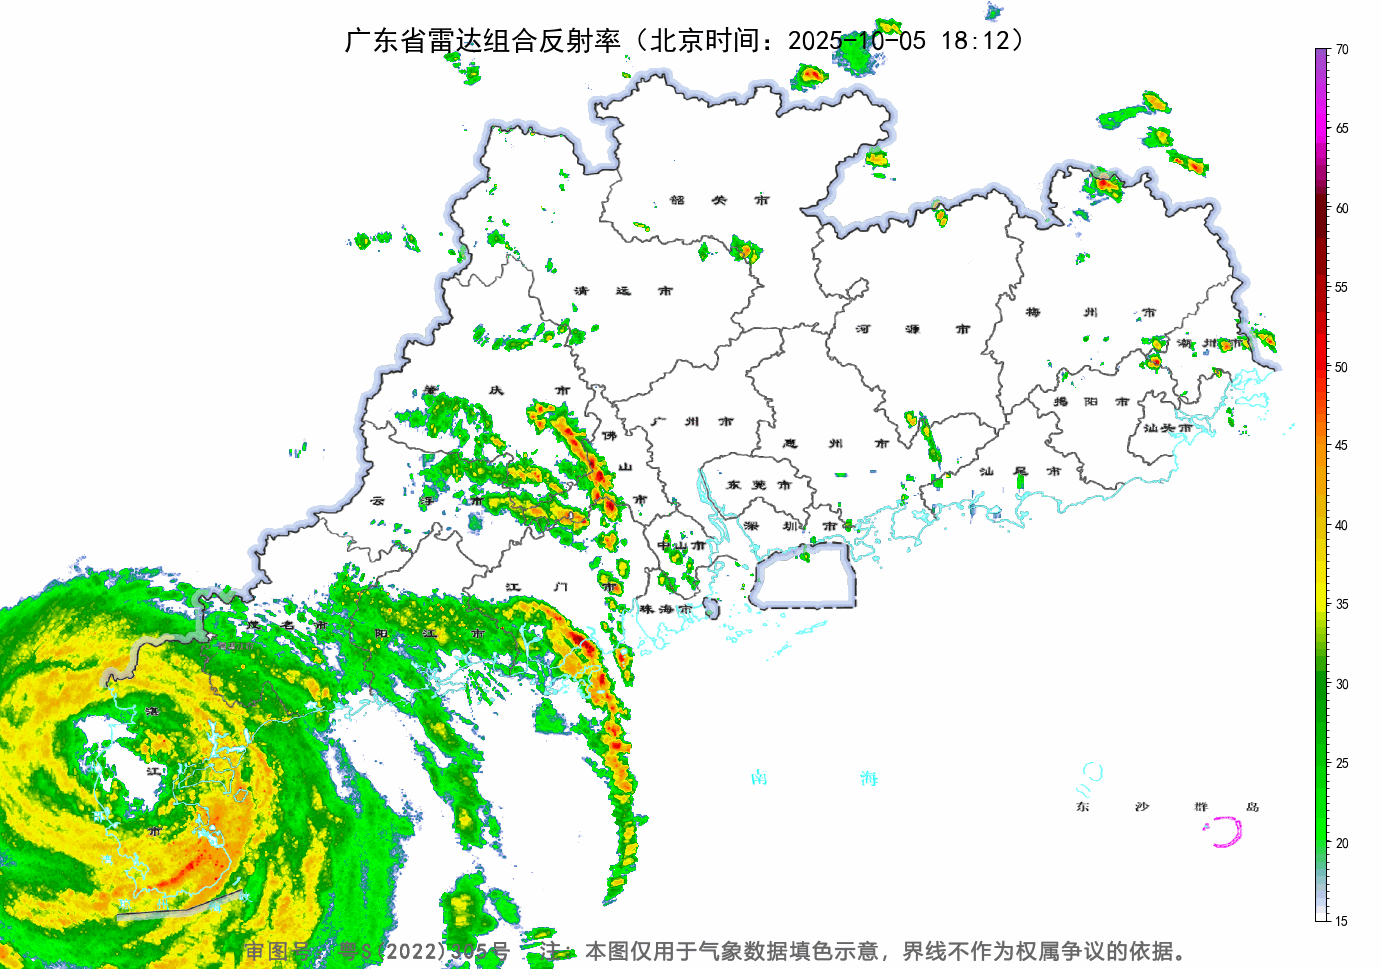 广东省雷达组合反射率（北京时间：2025-10-05 18:12）
70
65
60
55
50
45
40
35
30
25
20
15
韶关市
清远市
河源市
梅州市
潮州市
肇庆市
广州市
佛山市
惠州市
揭阳市
汕头市
云浮市
东莞市
汕尾市
深圳市
中山市
江门市
珠海市
茂名市
阳江市
湛江市
南海
东沙群岛
审图号：粤S(2022)305号 注：本图仅用于气象数据填色示意，界线不作为权属争议的依据。